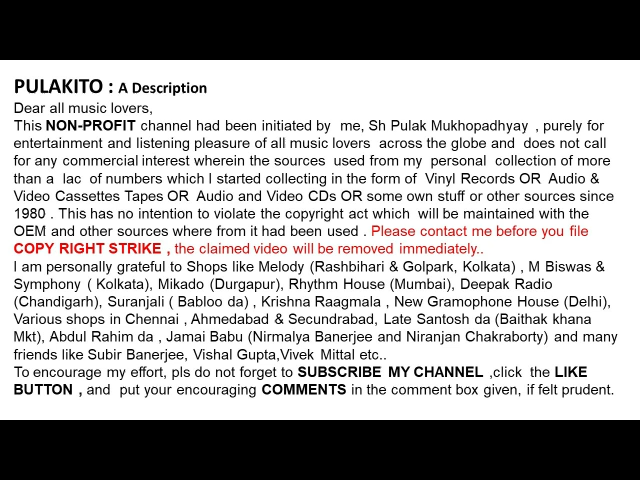 PULAKITO : A Description
Dear all music lovers,
This NON-PROFIT channel had been initiated by me, Sh Pulak Mukhopadhyay , purely for
entertainment and listening pleasure of all music lovers across the globe and does not call
for any commercial interest wherein the sources used from my personal collection of more
than a lac of numbers which I started collecting in the form of Vinyl Records OR Audio &
Video Cassettes Tapes OR Audio and Video CDs OR some own stuff or other sources since
1980 . This has no intention to violate the copyright act which will be maintained with the
OEM and other sources where from it had been used . Please contact me before you file
COPY RIGHT STRIKE , the claimed video will be removed immediately..
I am personally grateful to Shops like Melody (Rashbihari & Golpark, Kolkata) , M Biswas &
Symphony ( Kolkata), Mikado (Durgapur), Rhythm House (Mumbai), Deepak Radio
(Chandigarh), Suranjali ( Babloo da) , Krishna Raagmala , New Gramophone House (Delhi),
Various shops in Chennai , Ahmedabad & Secundrabad, Late Santosh da (Baithak khana
Mkt), Abdul Rahim da , Jamai Babu (Nirmalya Banerjee and Niranjan Chakraborty) and many
friends like Subir Banerjee, Vishal Gupta,Vivek Mittal etc..
To encourage my effort, pls do not forget to SUBSCRIBE MY CHANNEL ,click the LIKE
BUTTON , and put your encouraging COMMENTS in the comment box given, if felt prudent.